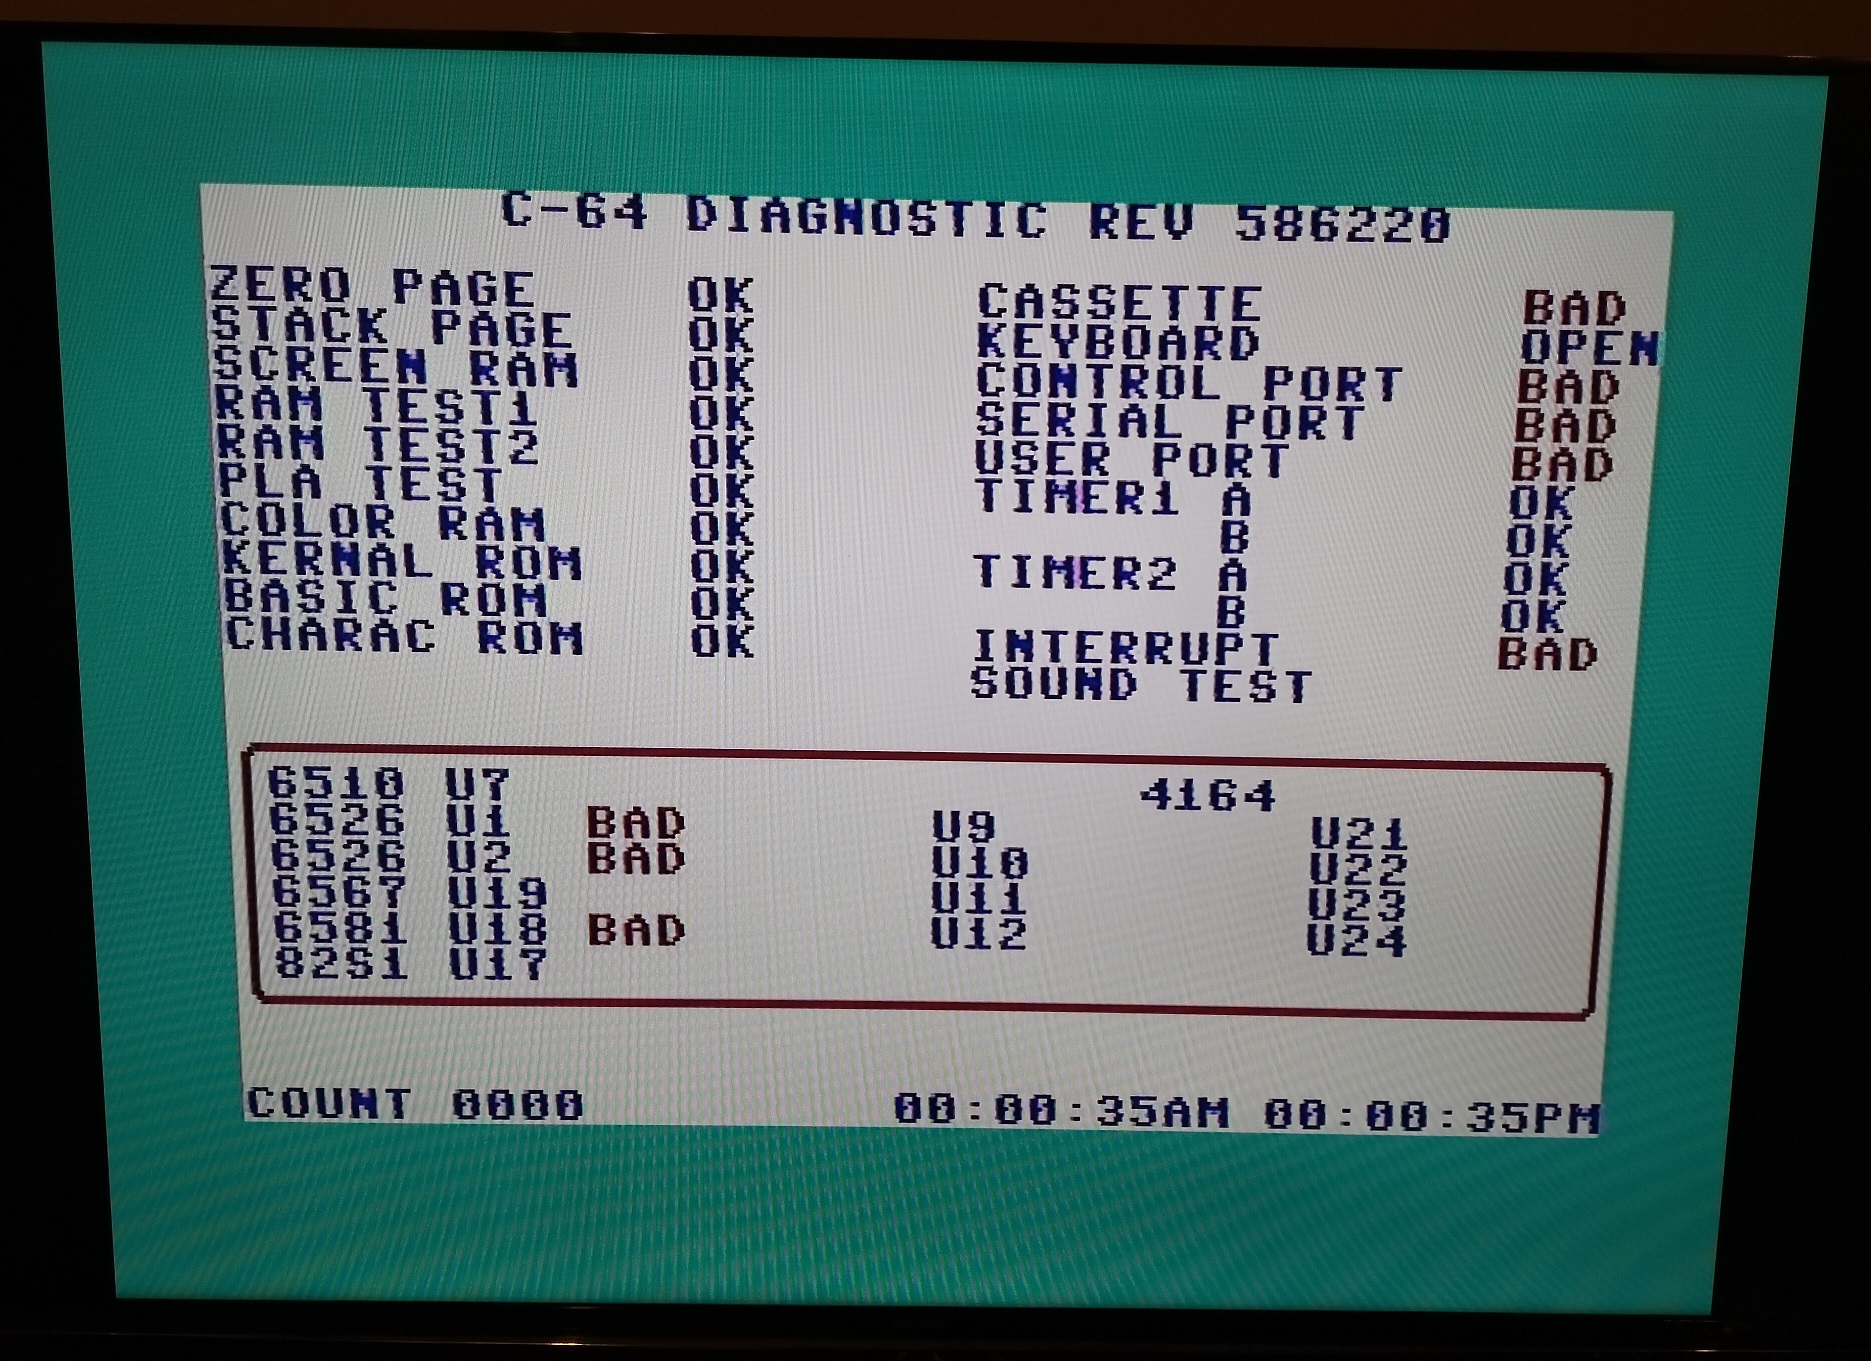 C-64 DIAGNOSTIC REV 586220
ZERO PAGE OK CASSETTE BAD
STACK PAGE OK KEYBOARD OPEN
SCREEN RAM OK CONTROL PORT BAD
RAM TEST1 OK SERIAL PORT BAD
RAM TEST2 OK USER PORT BAD
PLA TEST OK TIMER1 A OK
COLOR RAM OK B OK
KERNAL ROM OK TIMER2 A OK
BASIC ROM OK B OK
CHARAC ROM OK INTERRUPT BAD
SOUND TEST
6510 U7 4164
6526 U1 BAD U9 U21
6526 U2 BAD U10 U22
6567 U19 U11 U23
6581 U18 BAD U12 U24
82S1 U17
COUNT 0000 00:00:35AM 00:00:35PM